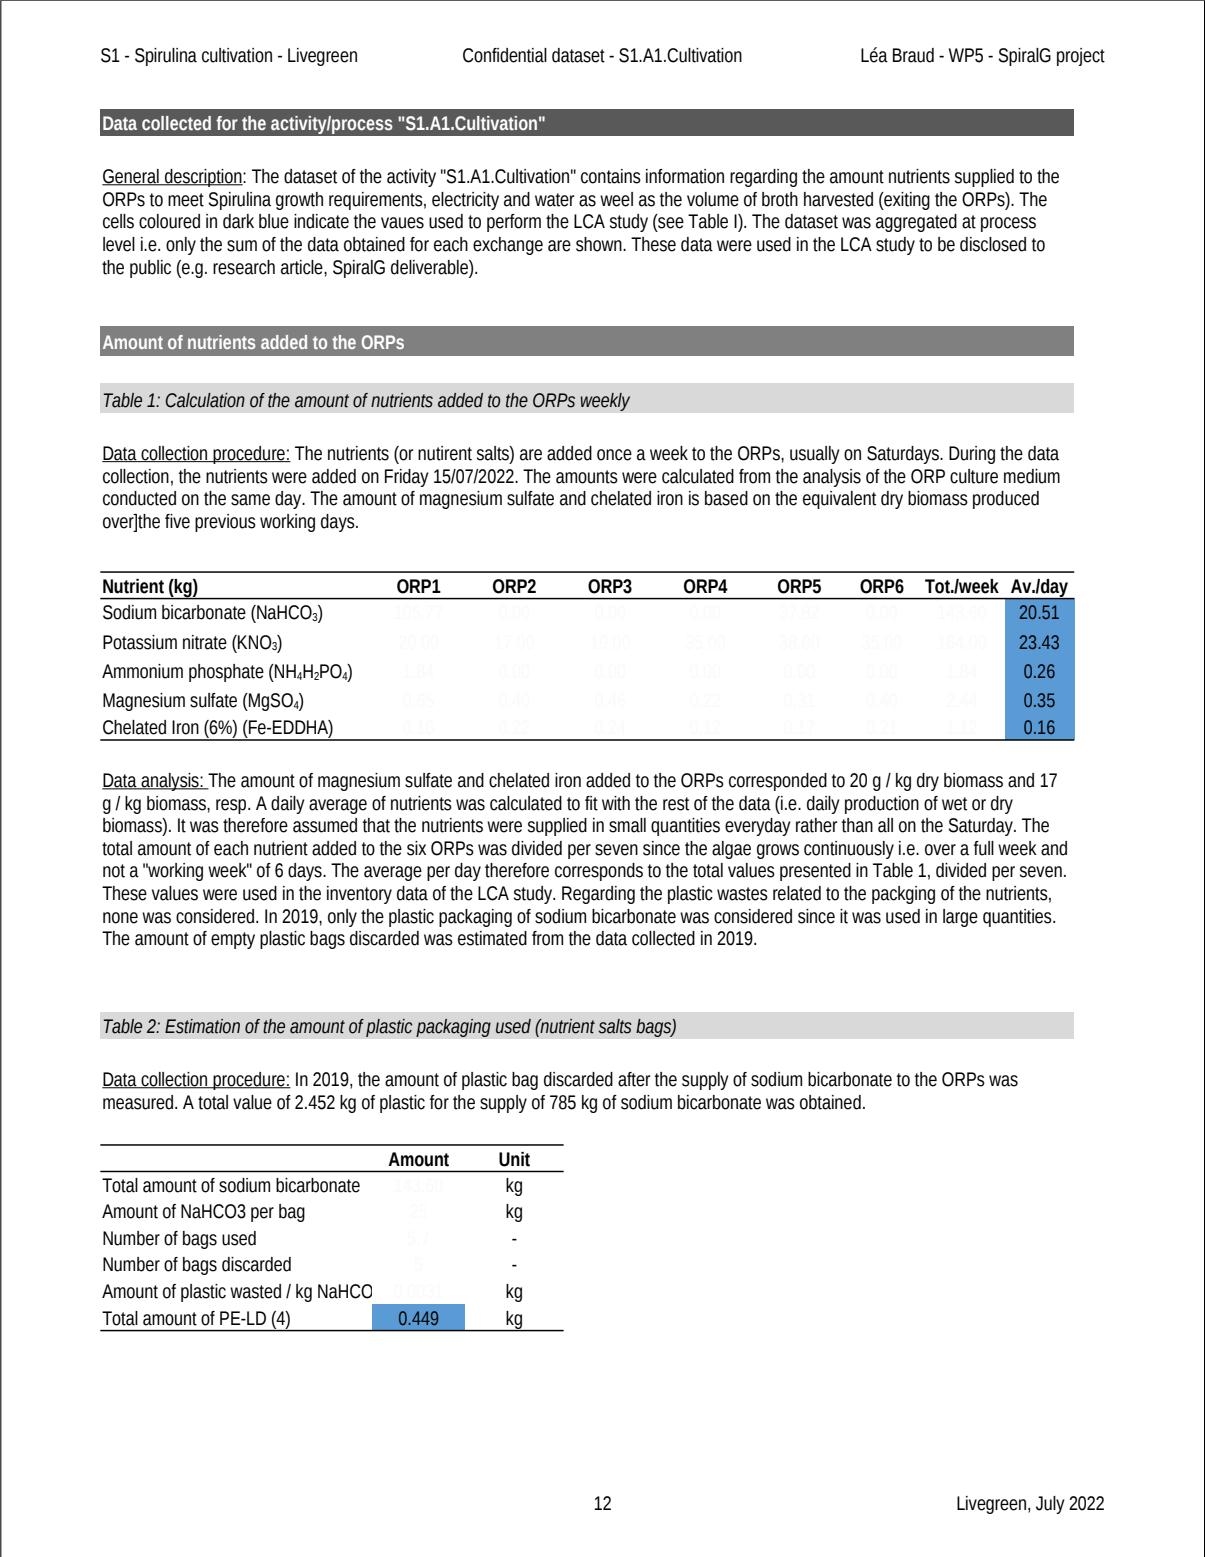 S1 - Spirulina cultivation - Livegreen Confidential dataset - S1.A1.Cultivation Léa Braud - WP5 - SpiralG project
Data collected for the activity/process "S1.A1.Cultivation"
General description: The dataset of the activity "S1.A1.Cultivation" contains information regarding the amount nutrients supplied to the
ORPs to meet Spirulina growth requirements, electricity and water as weel as the volume of broth harvested (exiting the ORPs). The
cells coloured in dark blue indicate the vaues used to perform the LCA study (see Table I). The dataset was aggregated at process
level i.e. only the sum of the data obtained for each exchange are shown. These data were used in the LCA study to be disclosed to
the public (e.g. research article, SpiralG deliverable).
Amount of nutrients added to the ORPs
Table 1: Calculation of the amount of nutrients added to the ORPs weekly
Data collection procedure: The nutrients (or nutirent salts) are added once a week to the ORPs, usually on Saturdays. During the data
collection, the nutrients were added on Friday 15/07/2022. The amounts were calculated from the analysis of the ORP culture medium
conducted on the same day. The amount of magnesium sulfate and chelated iron is based on the equivalent dry biomass produced
over]the five previous working days.
Nutrient (kg) ORP1 ORP2 ORP3 ORP4 ORP5 ORP6 Tot./week Av./day
Sodium bicarbonate (NaHCO₃) 20.51
Potassium nitrate (KNO₃) 23.43
Ammonium phosphate (NH₄H₂PO₄) 0.26
Magnesium sulfate (MgSO₄) 0.35
Chelated Iron (6%) (Fe-EDDHA) 0.16
Data analysis: The amount of magnesium sulfate and chelated iron added to the ORPs corresponded to 20 g / kg dry biomass and 17
g / kg biomass, resp. A daily average of nutrients was calculated to fit with the rest of the data (i.e. daily production of wet or dry
biomass). It was therefore assumed that the nutrients were supplied in small quantities everyday rather than all on the Saturday. The
total amount of each nutrient added to the six ORPs was divided per seven since the algae grows continuously i.e. over a full week and
not a "working week" of 6 days. The average per day therefore corresponds to the total values presented in Table 1, divided per seven.
These values were used in the inventory data of the LCA study. Regarding the plastic wastes related to the packging of the nutrients,
none was considered. In 2019, only the plastic packaging of sodium bicarbonate was considered since it was used in large quantities.
The amount of empty plastic bags discarded was estimated from the data collected in 2019.
Table 2: Estimation of the amount of plastic packaging used (nutrient salts bags)
Data collection procedure: In 2019, the amount of plastic bag discarded after the supply of sodium bicarbonate to the ORPs was
measured. A total value of 2.452 kg of plastic for the supply of 785 kg of sodium bicarbonate was obtained.
Amount Unit
Total amount of sodium bicarbonate kg
Amount of NaHCO3 per bag kg
Number of bags used -
Number of bags discarded -
Amount of plastic wasted / kg NaHCO kg
Total amount of PE-LD (4) 0.449 kg
12 Livegreen, July 2022